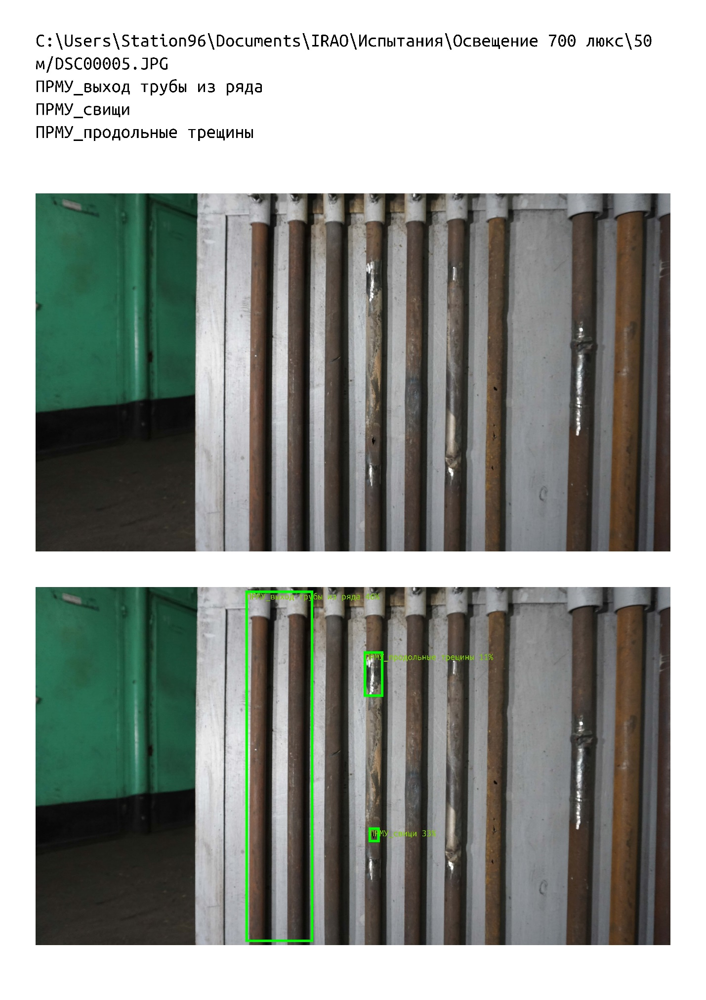 C:\Users\Station96\Documents\IRAO\Испытания\Освещение 700 люкс\50
м/DSC00005.JPG
ПРМУ_выход трубы из ряда
ПРМУ_свищи
ПРМУ_продольные трещины
ПРМУ_выход трубы из ряда 46%
ПРМУ_продольные трещины 11%
ПРМУ_свищи 33%